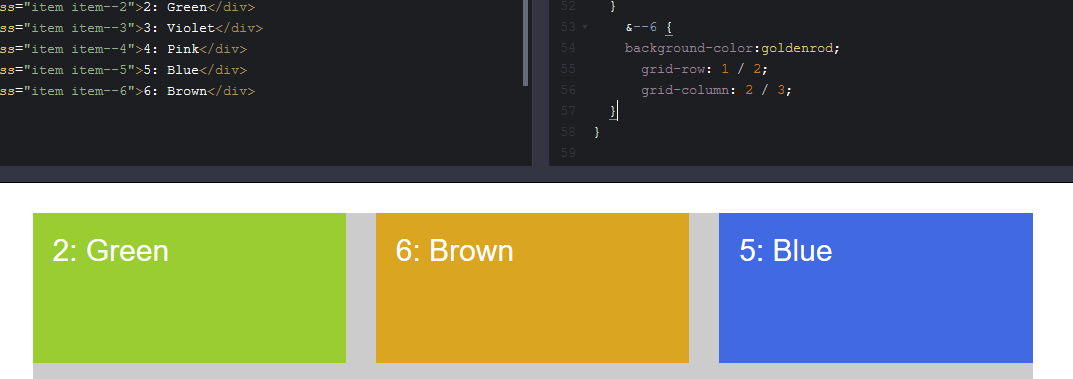 ss="item item--2">2: Green</div>
ss="item item--3">3: Violet</div>
ss="item item--4">4: Pink</div>
ss="item item--5">5: Blue</div>
ss="item item--6">6: Brown</div>
52 }
53 &--6 {
54 background-color:goldenrod;
55 grid-row: 1 / 2;
56 grid-column: 2 / 3;
57 }
58 }
59
2: Green
6: Brown
5: Blue